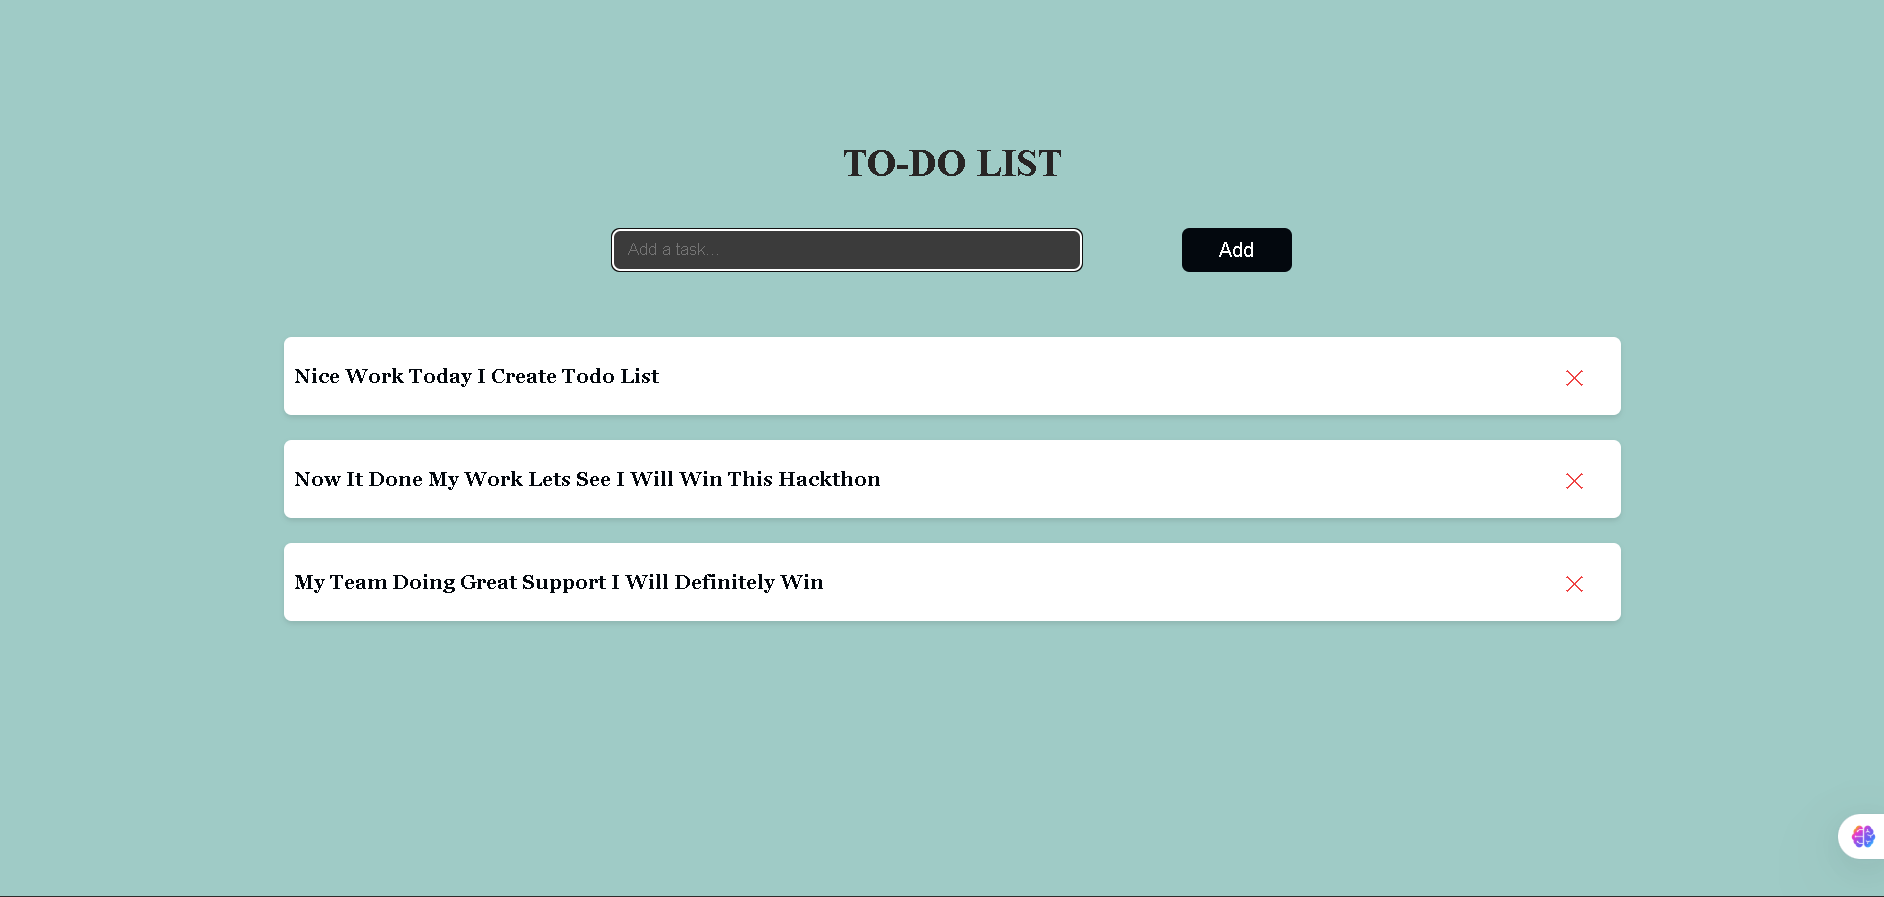 TO-DO LIST
Add a task...
Add
Nice Work Today I Create Todo List
Now It Done My Work Lets See I Will Win This Hackthon
My Team Doing Great Support I Will Definitely Win